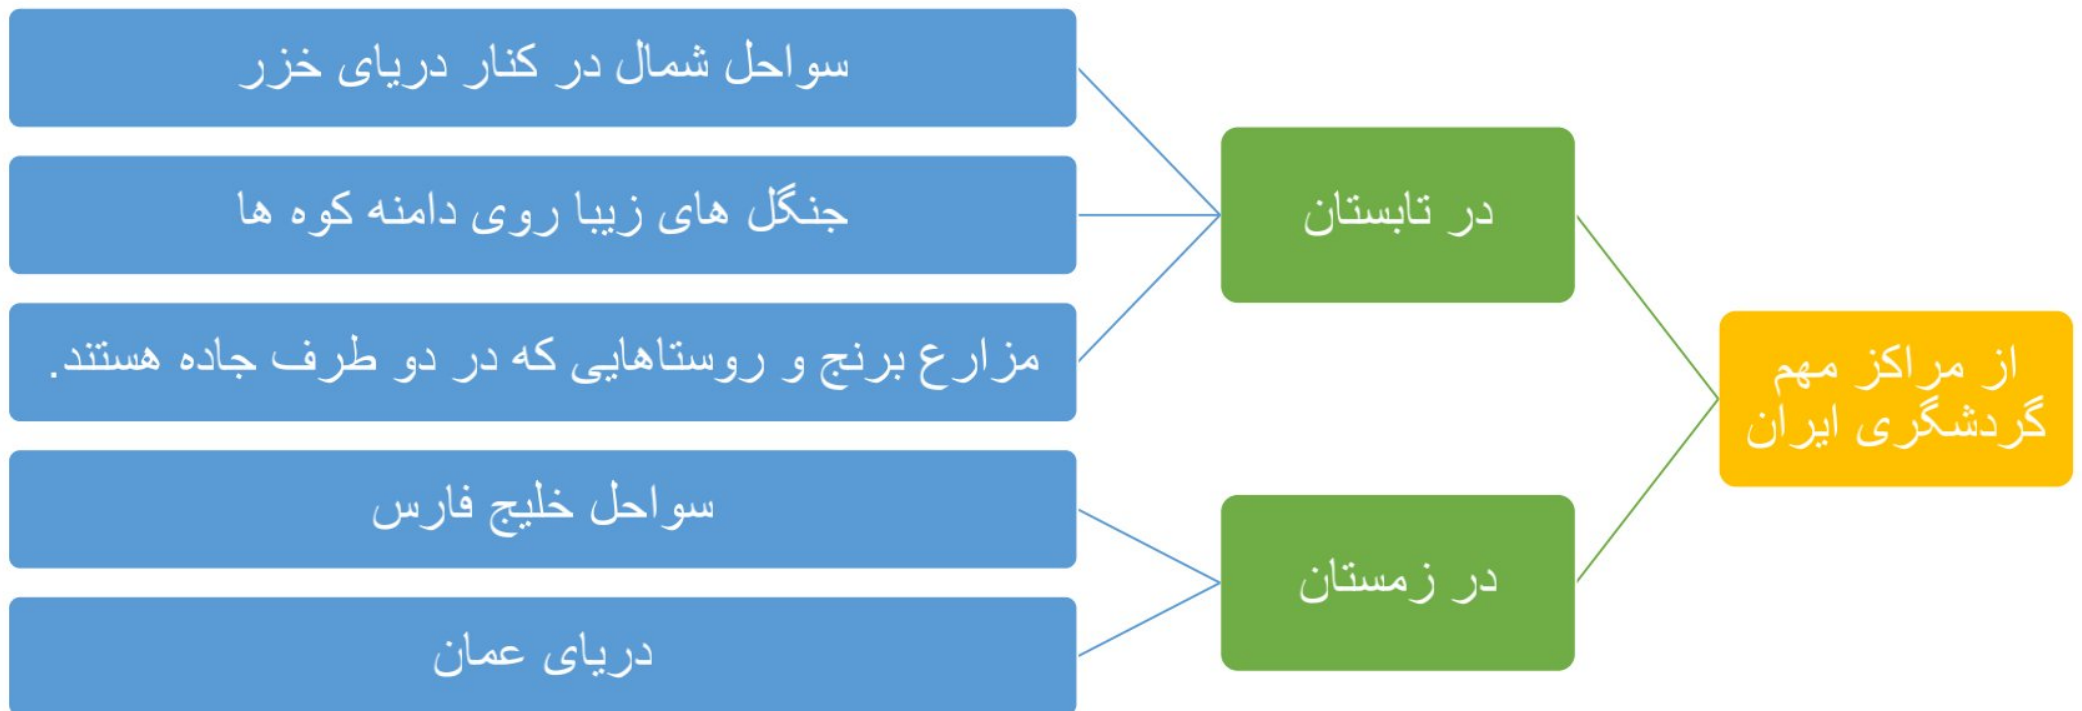 از مراکز مهم
گردشگری ایران
در تابستان
سواحل شمال در کنار دریای خزر
جنگل های زیبا روی دامنه کوه ها
مزارع برنج و روستاهایی که در دو طرف جاده هستند.
در زمستان
سواحل خلیج فارس
دریای عمان